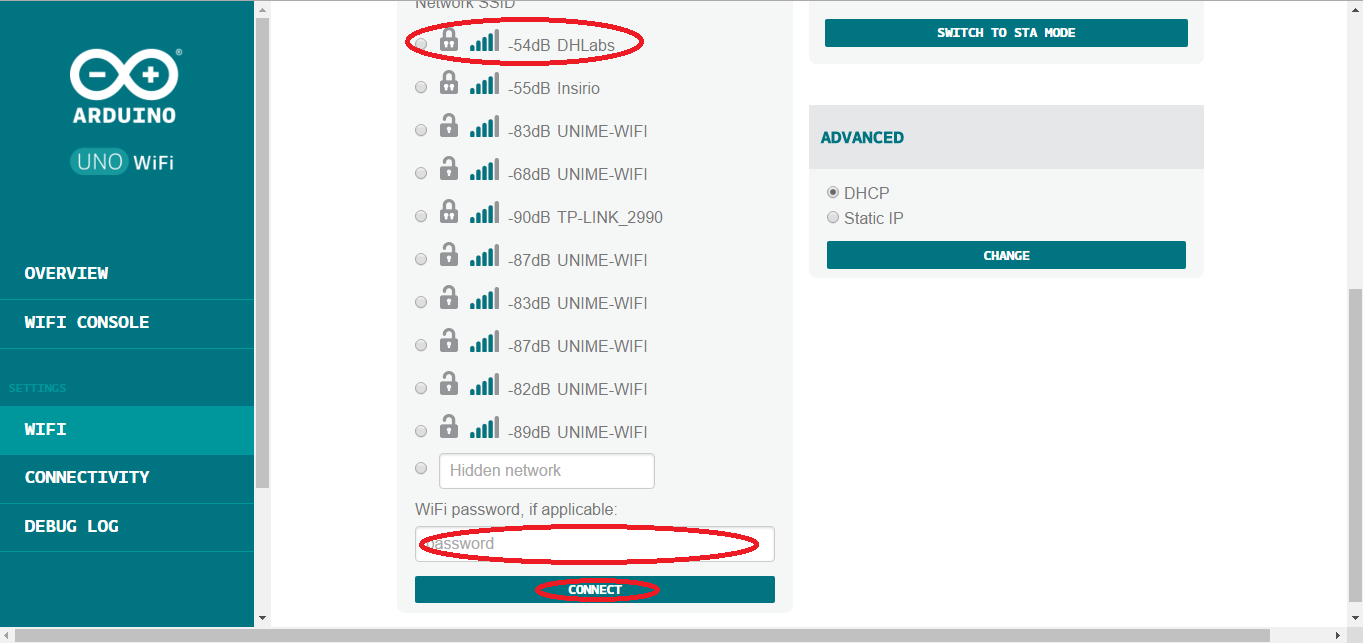 ARDUINO
UNO WiFi
OVERVIEW
WIFI CONSOLE
SETTINGS
WIFI
CONNECTIVITY
DEBUG LOG
Network SSID
-54dB DHLabs
-55dB Insirio
-83dB UNIME-WIFI
-68dB UNIME-WIFI
-90dB TP-LINK_2990
-87dB UNIME-WIFI
-83dB UNIME-WIFI
-87dB UNIME-WIFI
-82dB UNIME-WIFI
-89dB UNIME-WIFI
Hidden network
WiFi password, if applicable:
password
CONNECT
SWITCH TO STA MODE
ADVANCED
DHCP
Static IP
CHANGE